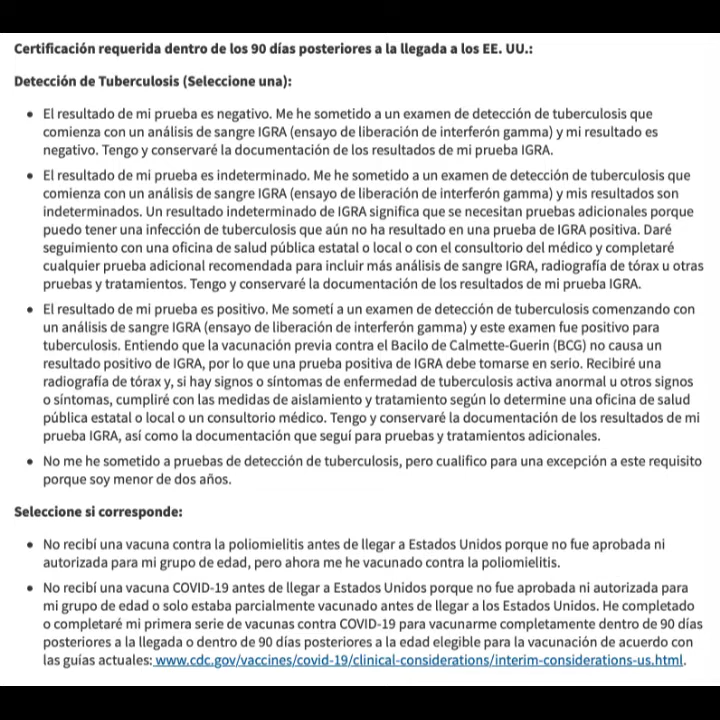 Certificación requerida dentro de los 90 días posteriores a la llegada a los EE. UU.:
Detección de Tuberculosis (Seleccione una):
• El resultado de mi prueba es negativo. Me he sometido a un examen de detección de tuberculosis que
comienza con un análisis de sangre IGRA (ensayo de liberación de interferón gamma) y mi resultado es
negativo. Tengo y conservaré la documentación de los resultados de mi prueba IGRA.
• El resultado de mi prueba es indeterminado. Me he sometido a un examen de detección de tuberculosis que
comienza con un análisis de sangre IGRA (ensayo de liberación de interferón gamma) y mis resultados son
indeterminados. Un resultado indeterminado de IGRA significa que se necesitan pruebas adicionales porque
puedo tener una infección de tuberculosis que aún no ha resultado en una prueba de IGRA positiva. Daré
seguimiento con una oficina de salud pública estatal o local o con el consultorio del médico y completaré
cualquier prueba adicional recomendada para incluir más análisis de sangre IGRA, radiografía de tórax u otras
pruebas y tratamientos. Tengo y conservaré la documentación de los resultados de mi prueba IGRA.
• El resultado de mi prueba es positivo. Me sometí a un examen de detección de tuberculosis comenzando con
un análisis de sangre IGRA (ensayo de liberación de interferón gamma) y este examen fue positivo para
tuberculosis. Entiendo que la vacunación previa contra el Bacilo de Calmette-Guerin (BCG) no causa un
resultado positivo de IGRA, por lo que una prueba positiva de IGRA debe tomarse en serio. Recibiré una
radiografía de tórax y, si hay signos o síntomas de enfermedad de tuberculosis activa anormal u otros signos
o síntomas, cumpliré con las medidas de aislamiento y tratamiento según lo determine una oficina de salud
pública estatal o local o un consultorio médico. Tengo y conservaré la documentación de los resultados de mi
prueba IGRA, así como la documentación que seguí para pruebas y tratamientos adicionales.
• No me he sometido a pruebas de detección de tuberculosis, pero cualifico para una excepción a este requisito
porque soy menor de dos años.
Seleccione si corresponde:
• No recibí una vacuna contra la poliomielitis antes de llegar a Estados Unidos porque no fue aprobada ni
autorizada para mi grupo de edad, pero ahora me he vacunado contra la poliomielitis.
• No recibí una vacuna COVID-19 antes de llegar a Estados Unidos porque no fue aprobada ni autorizada para
mi grupo de edad o solo estaba parcialmente vacunado antes de llegar a los Estados Unidos. He completado
o completaré mi primera serie de vacunas contra COVID-19 para vacunarme completamente dentro de 90 días
posteriores a la llegada o dentro de 90 días posteriores a la edad elegible para la vacunación de acuerdo con
las guías actuales: www.cdc.gov/vaccines/covid-19/clinical-considerations/interim-considerations-us.html.